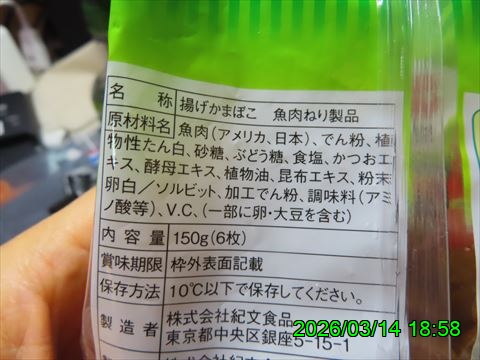 名 称 揚げかまぼこ 魚肉ねり製品
原材料名 魚肉(アメリカ、日本)、でん粉、植
物性たん白、砂糖、ぶどう糖、食塩、かつおエ
キス、酵母エキス、植物油、昆布エキス、粉末
卵白/ソルビット、加工でん粉、調味料(アミ
ノ酸等)、V.C.、(一部に卵・大豆を含む)
内 容 量 150g(6枚)
賞味期限 枠外表面記載
保存方法 10℃以下で保存してください。
製 造 者 株式会社紀文食品
東京都中央区銀座5-15-1
2026/03/14 18:58